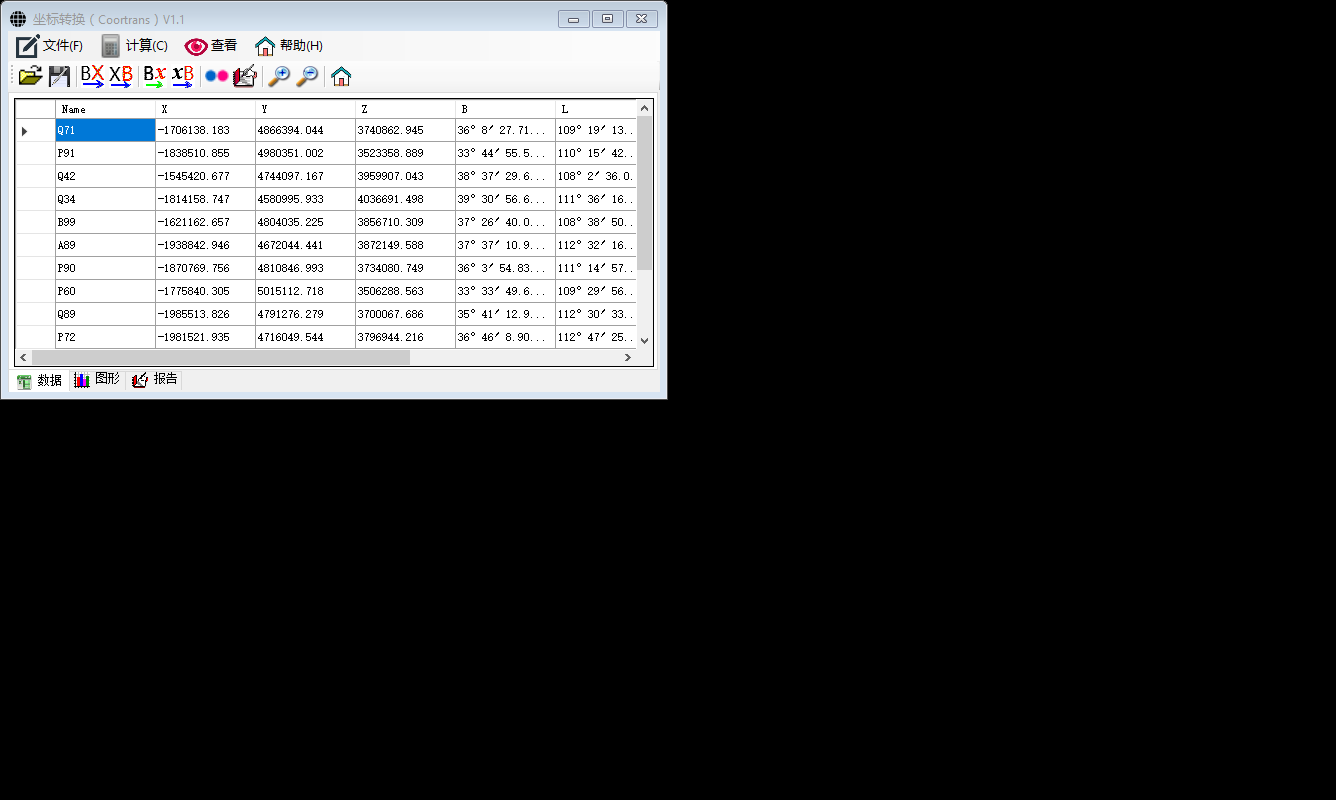 坐标转换 ( Coortrans ) V1.1
文件(F) 计算(C) 查看 帮助(H)
BX XB Bx xB
Name X Y Z B L
Q71 -1706138.183 4866394.044 3740862.945 36° 8′ 27.71... 109° 19′ 13..
P91 -1838510.855 4980351.002 3523358.889 33° 44′ 55.5... 110° 15′ 42..
Q42 -1545420.677 4744097.167 3959907.043 38° 37′ 29.6... 108° 2′ 36.0.
Q34 -1814158.747 4580995.933 4036691.498 39° 30′ 56.6... 111° 36′ 16..
B99 -1621162.657 4804035.225 3856710.309 37° 26′ 40.0... 108° 38′ 50..
A89 -1938842.946 4672044.441 3872149.588 37° 37′ 10.9... 112° 32′ 16..
P90 -1870769.756 4810846.993 3734080.749 36° 3′ 54.83... 111° 14′ 57..
P60 -1775840.305 5015112.718 3506288.563 33° 33′ 49.6... 109° 29′ 56..
Q89 -1985513.826 4791276.279 3700067.686 35° 41′ 12.9... 112° 30′ 33..
P72 -1981521.935 4716049.544 3796944.216 36° 46′ 8.90... 112° 47′ 25..
数据 图形 报告